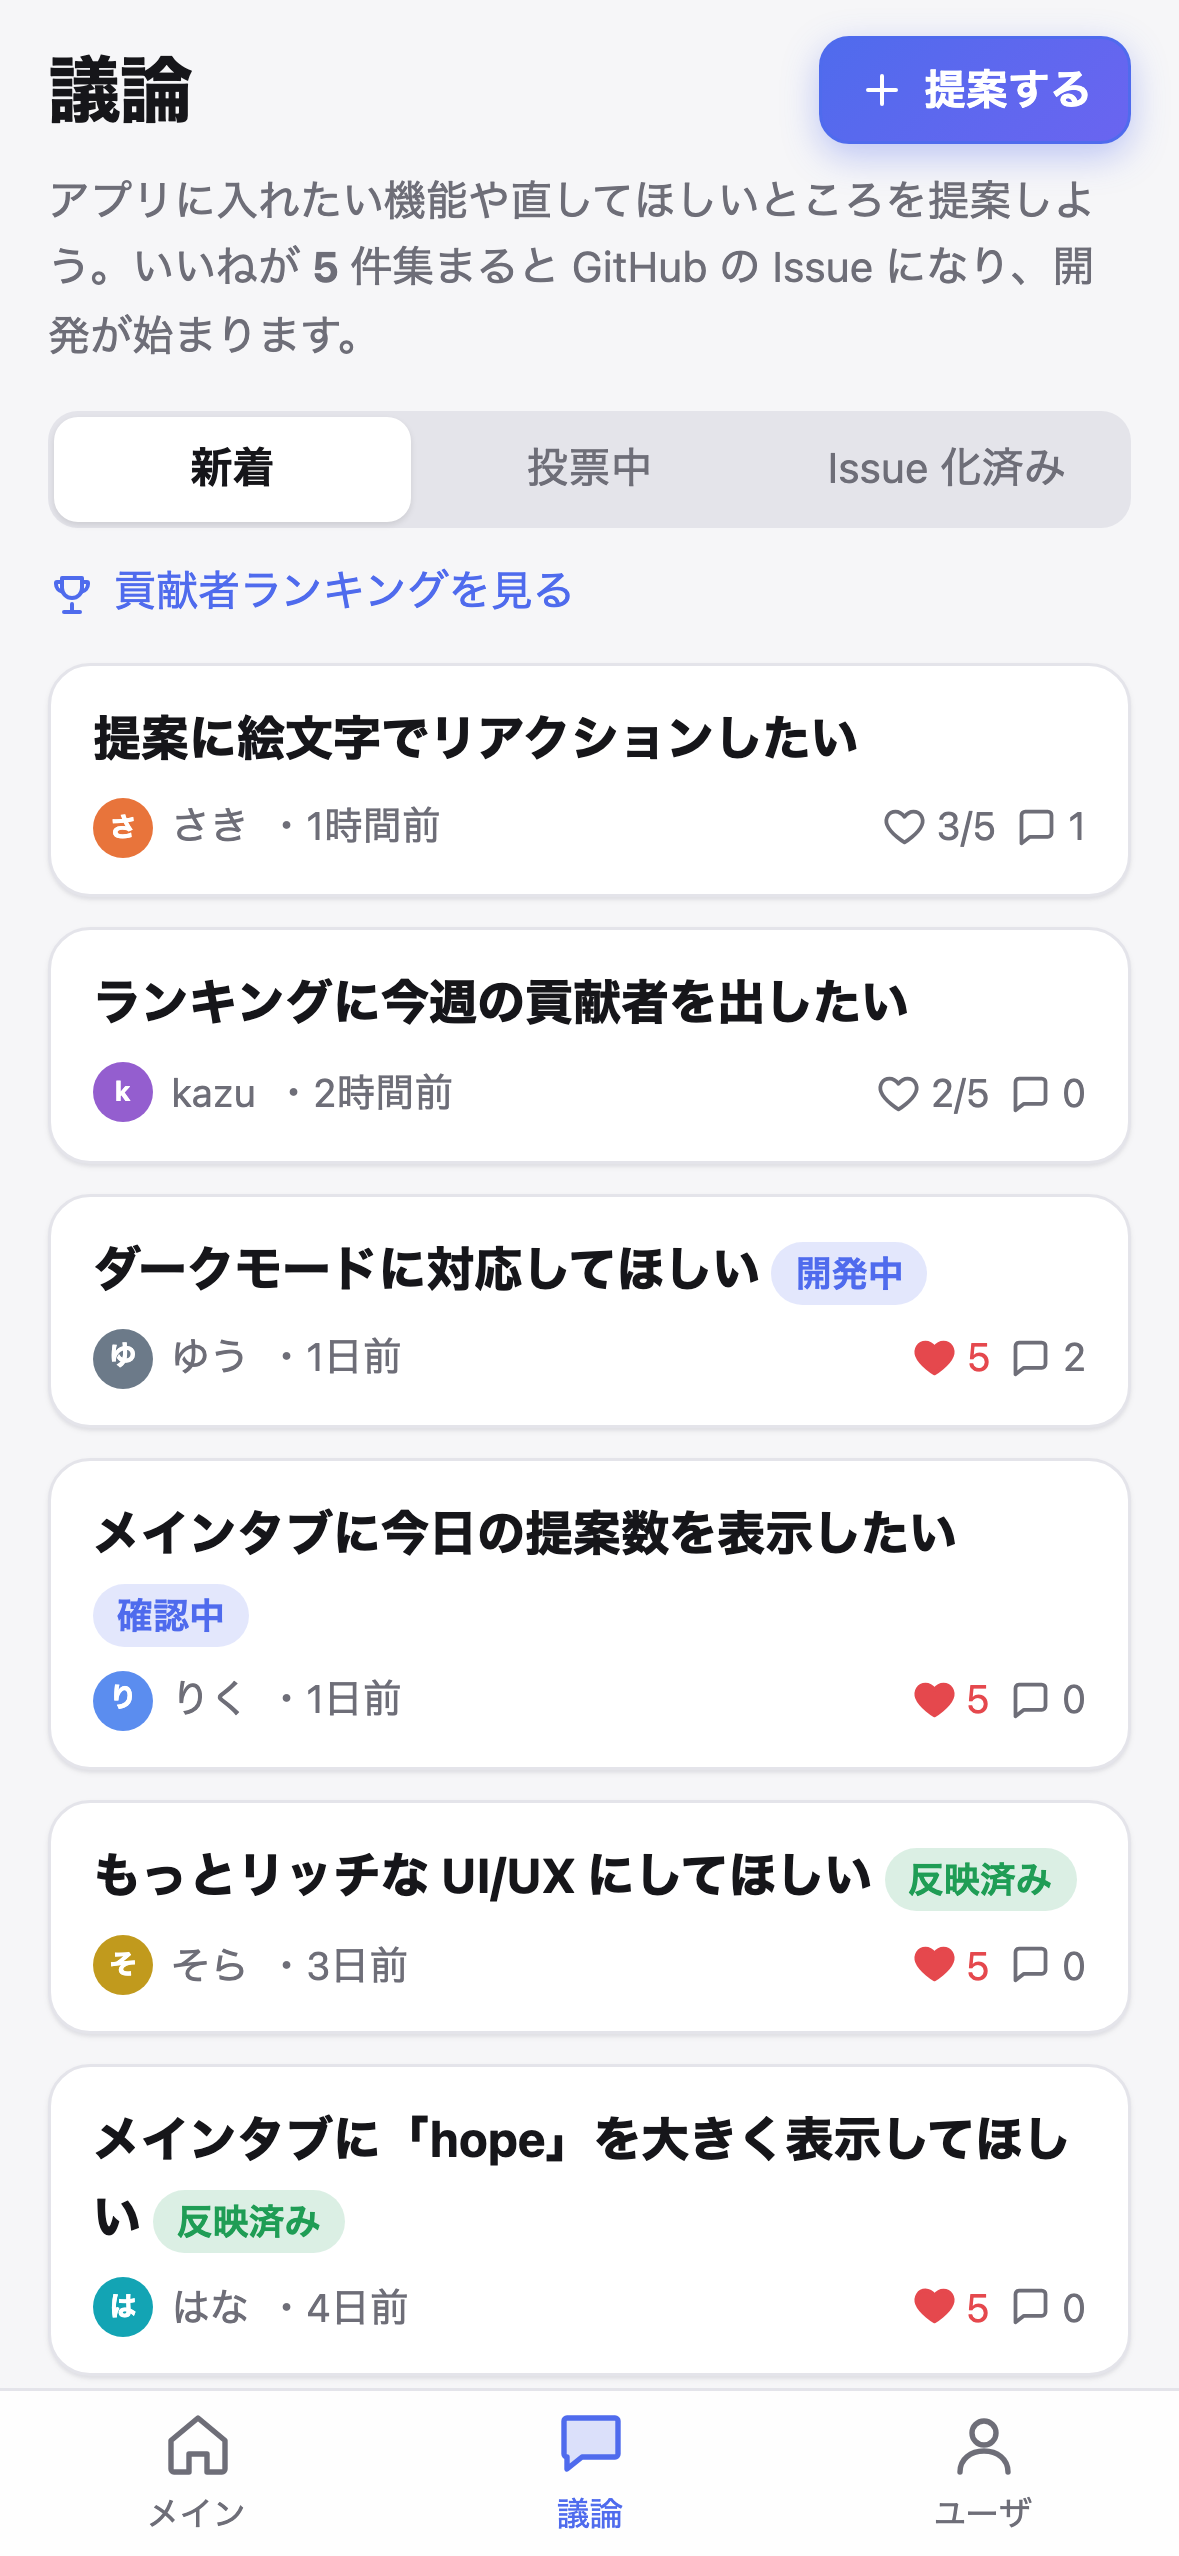 議論
提案する
アプリに入れたい機能や直してほしいところを提案しよ
う。いいねが 5 件集まると GitHub の Issue になり、開
発が始まります。
新着
投票中
Issue 化済み
貢献者ランキングを見る
提案に絵文字でリアクションしたい
さ さき ・1時間前 3/5 1
ランキングに今週の貢献者を出したい
k kazu ・2時間前 2/5 0
ダークモードに対応してほしい 開発中
ゆ ゆう ・1日前 5 2
メインタブに今日の提案数を表示したい
確認中
り りく ・1日前 5 0
もっとリッチな UI/UX にしてほしい 反映済み
そ そら ・3日前 5 0
メインタブに「hope」を大きく表示してほし
い 反映済み
は はな ・4日前 5 0
メイン
議論
ユーザ